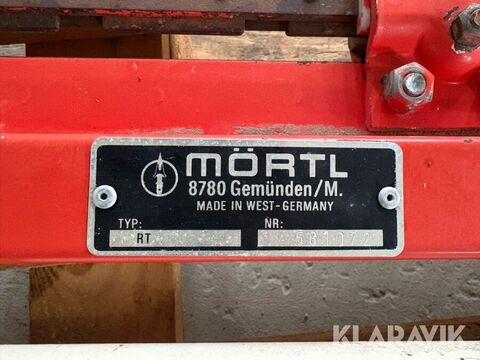 MÖRTL
8780 Gemünden/M.
MADE IN WEST-GERMANY
TYP: NR:
RT
KLARAVIK